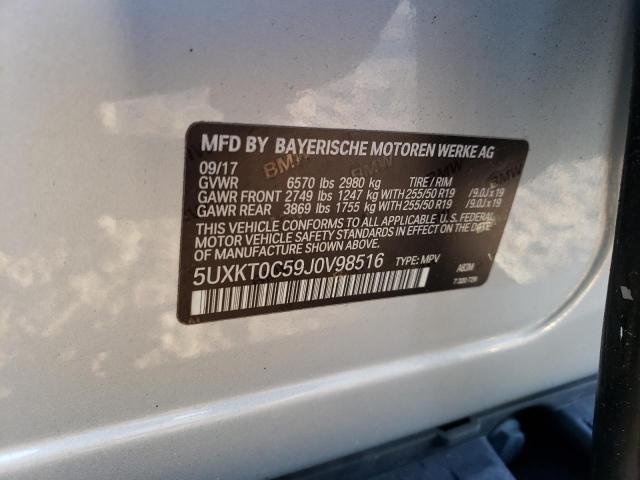 MFD BY BAYERISCHE MOTOREN WERKE AG
09/17
GVWR 6570 lbs 2980 kg TIRE / RIM
GAWR FRONT 2749 lbs 1247 kg WITH 255/50 R19 /9.0J x 19
GAWR REAR 3869 lbs 1755 kg WITH 255/50 R19 /9.0J x 19
THIS VEHICLE CONFORMS TO ALL APPLICABLE U.S. FEDERAL
MOTOR VEHICLE SAFETY STANDARDS IN EFFECT ON THE DATE
OF MANUFACTURE SHOWN ABOVE.
5UXKT0C59J0V98516 TYPE: MPV A83M